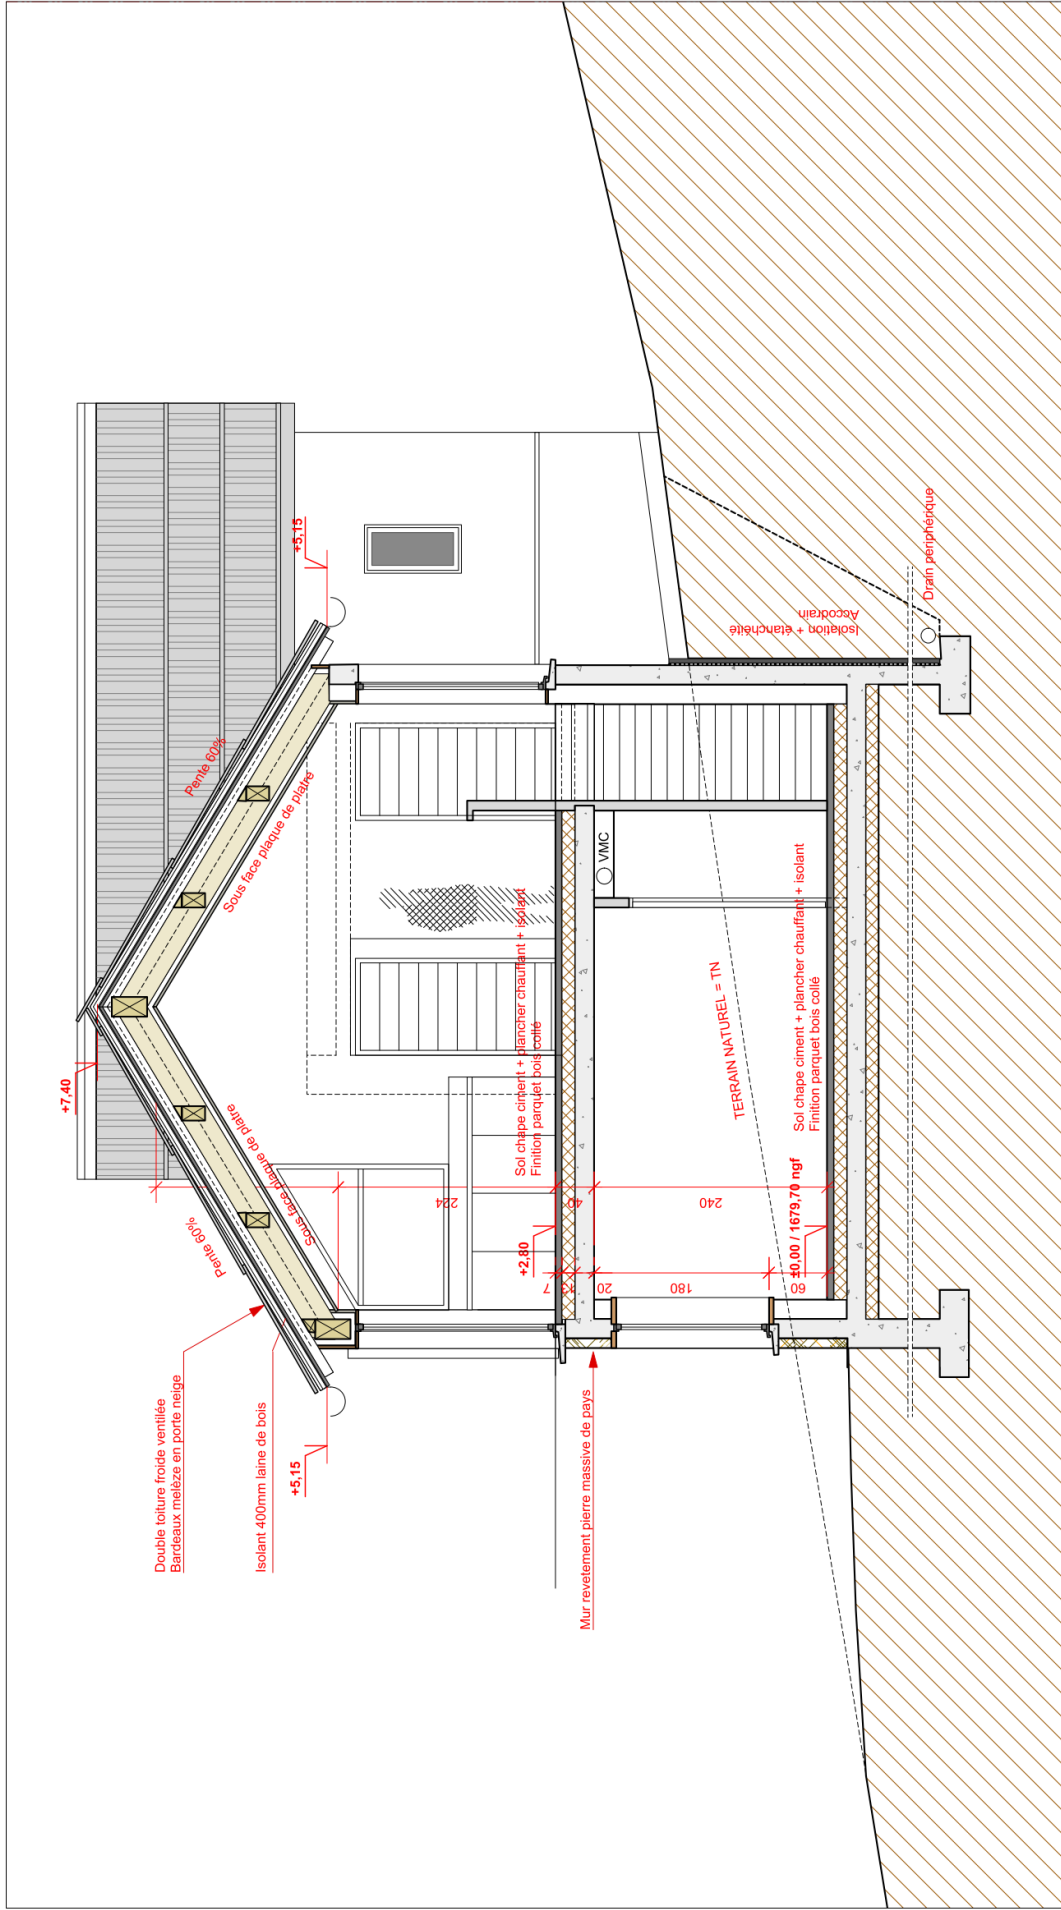 Double toiture froide ventilée
Bardeaux melèze en porte neige
Isolant 400mm laine de bois
+7,40
Pente 60%
Pente 60%
Sous face plaque de platre
Sous face plaque de platre
+5,15
+5,15
224
40
240
+2,80
7
13
20
180
60
Sol chape ciment + plancher chauffant + isolant
Finition parquet bois collé
VMC
Mur revetement pierre massive de pays
TERRAIN NATUREL = TN
±0,00 / 1679,70 ngf
Sol chape ciment + plancher chauffant + isolant
Finition parquet bois collé
Isolation + étanchéité
Accodrain
Drain periphérique